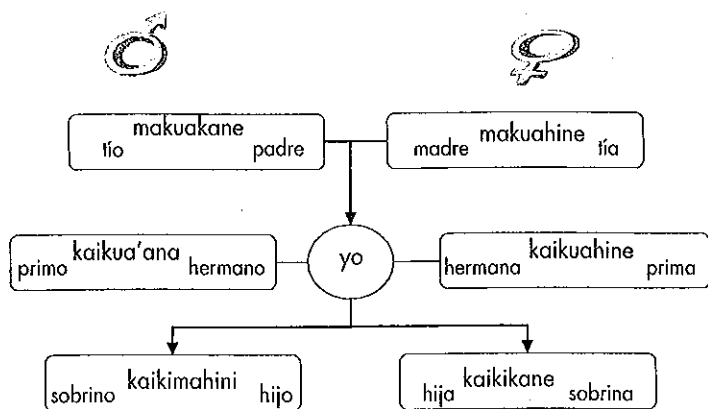 makuakane
tío padre
makuahine
madre tía
kaikua'ana
primo hermano
yo
kaikuahine
hermana prima
kaikimahini
sobrino hijo
kaikikane
hija sobrina